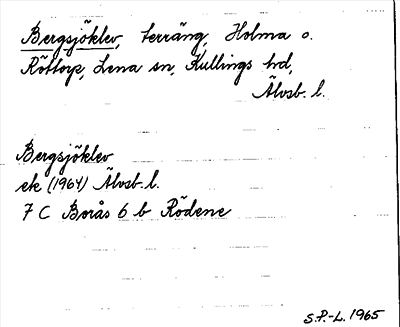 Bergsjöklev, terräng, Holma o.
Röttorp, Lena sn, Kullings hd,
Älvsb. l.
Bergsjöklev
ek (1964) Älvsb. l.
7 C Borås 6 b Rödene
S.P.-L. 1965